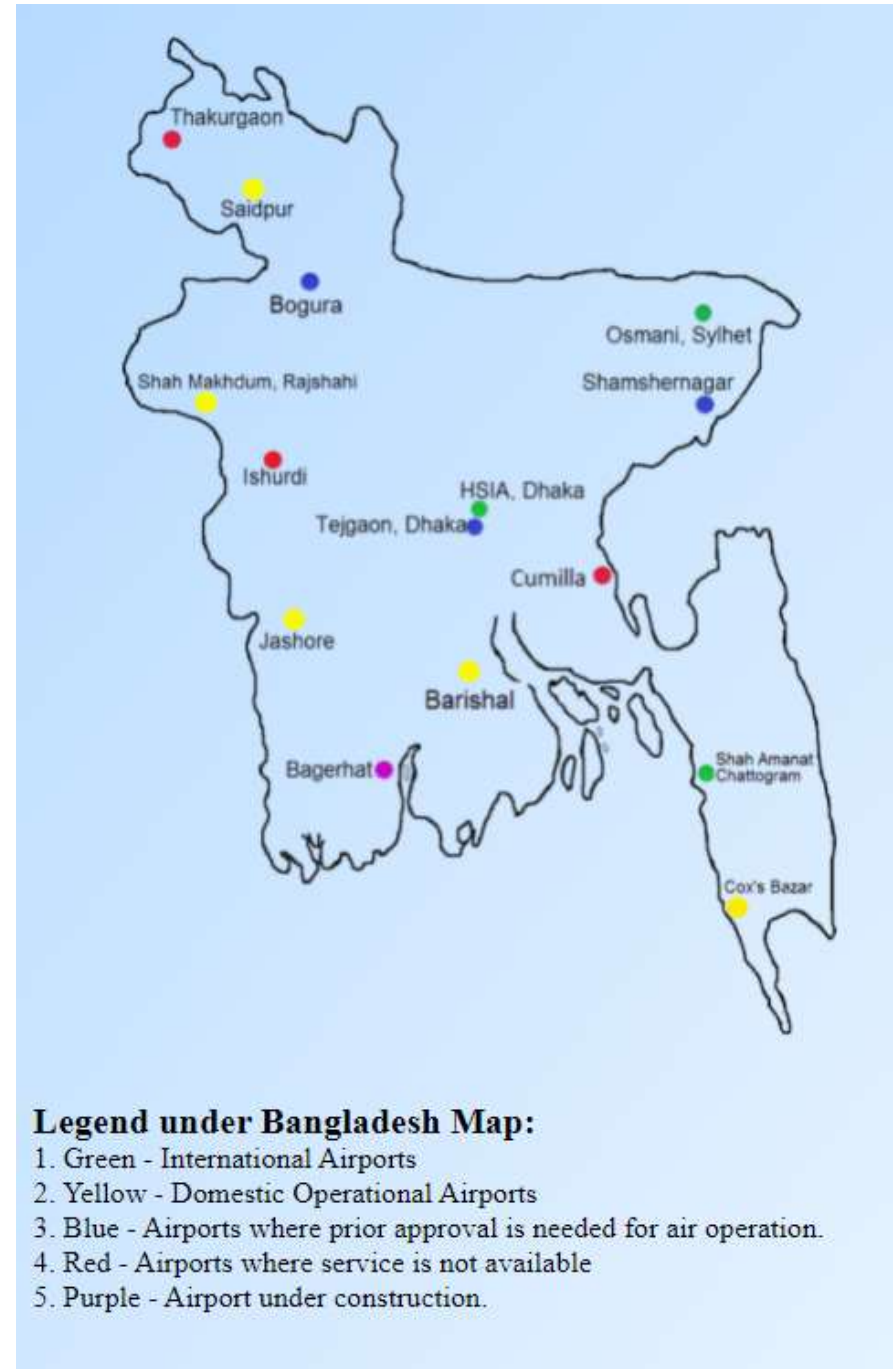 Thakurgaon
Saidpur
Bogura
Osmani, Sylhet
Shah Makhdum, Rajshahi
Shamshernagar
Ishurdi
HSIA, Dhaka
Tejgaon, Dhaka
Cumilla
Jashore
Barishal
Bagerhat
Shah Amanat
Chattogram
Cox's Bazar
Legend under Bangladesh Map:
1. Green - International Airports
2. Yellow - Domestic Operational Airports
3. Blue - Airports where prior approval is needed for air operation.
4. Red - Airports where service is not available
5. Purple - Airport under construction.